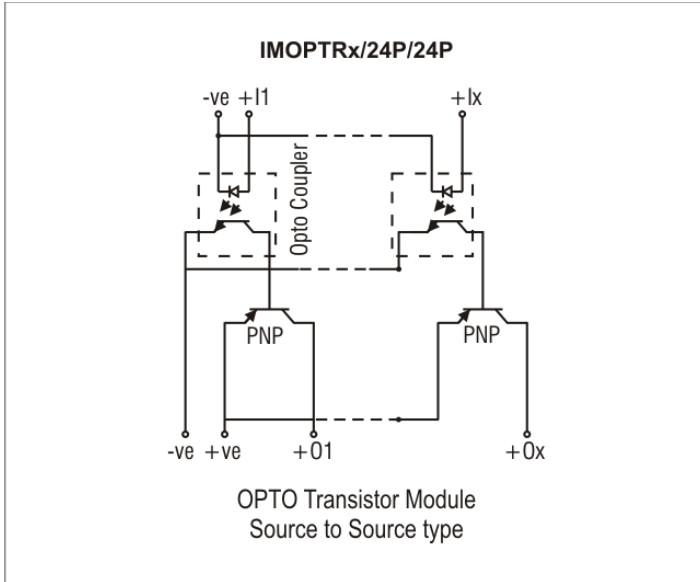 IMOPTRx/24P/24P
-ve +I1 +Ix
Opto Coupler
PNP PNP
-ve +ve +01 +0x
OPTO Transistor Module
Source to Source type